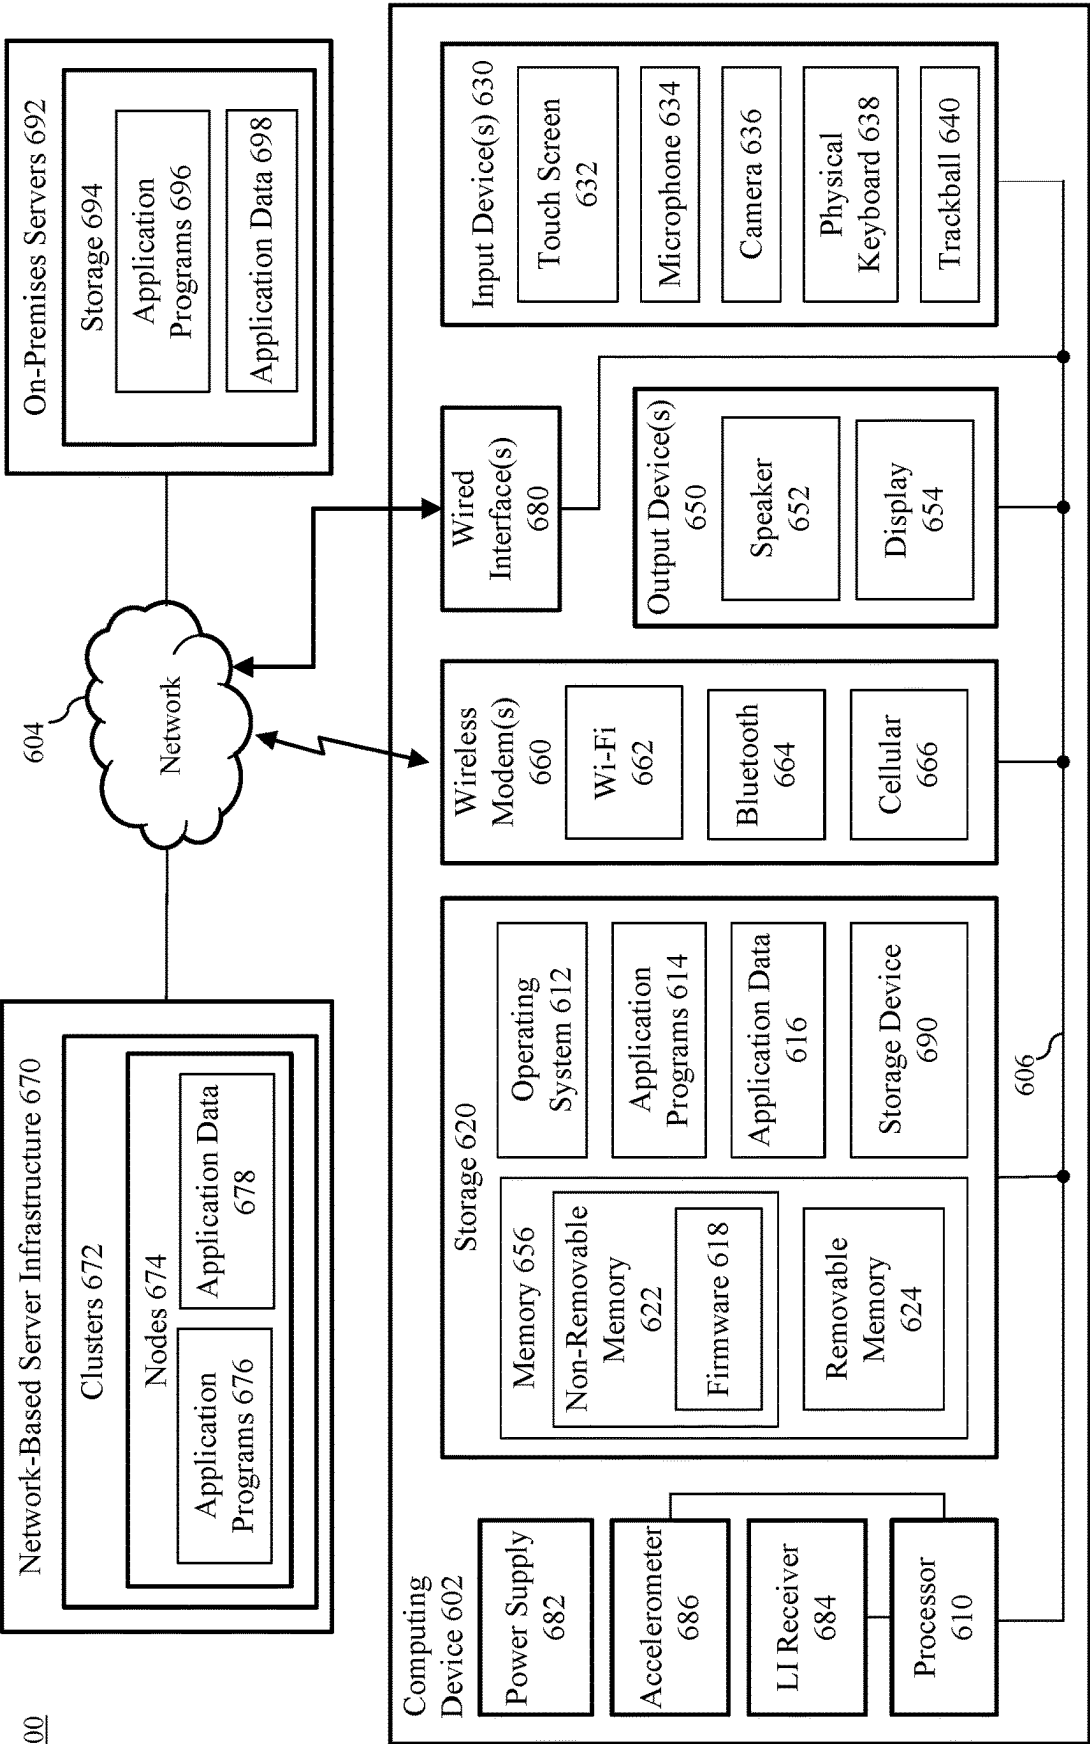 00
Network-Based Server Infrastructure 670
Clusters 672
Nodes 674
Application
Programs 676
Application Data
678
604
Network
On-Premises Servers 692
Storage 694
Application
Programs 696
Application Data 698
Computing
Device 602
Power Supply
682
Accelerometer
686
LI Receiver
684
Processor
610
Storage 620
Memory 656
Non-Removable
Memory
622
Firmware 618
Removable
Memory
624
Operating
System 612
Application
Programs 614
Application Data
616
Storage Device
690
606
Wireless
Modem(s)
660
Wi-Fi
662
Bluetooth
664
Cellular
666
Wired
Interface(s)
680
Output Device(s)
650
Speaker
652
Display
654
Input Device(s) 630
Touch Screen
632
Microphone 634
Camera 636
Physical
Keyboard 638
Trackball 640